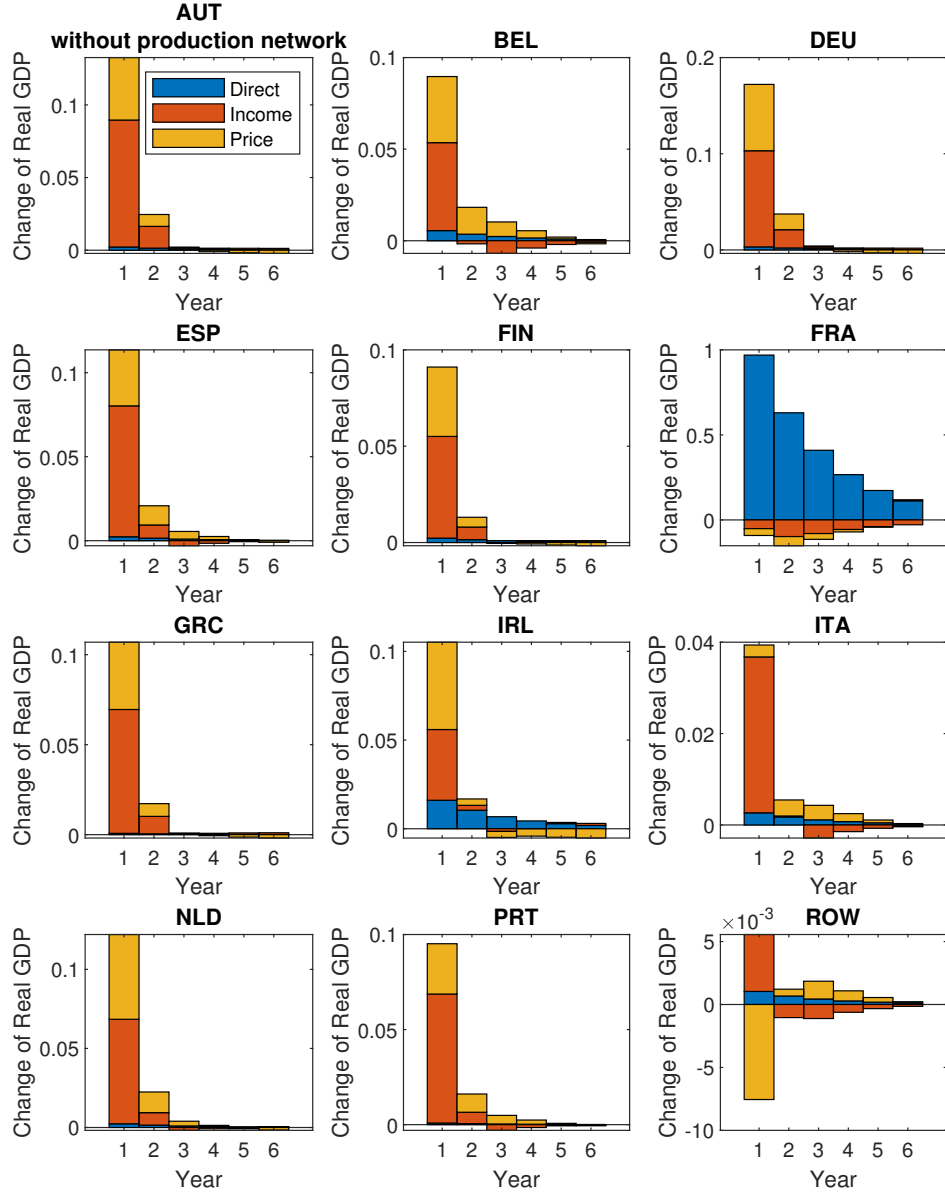 AUT
without production network
BEL
DEU
Change of Real GDP
0.1
0.05
0
Direct
Income
Price
1 2 3 4 5 6
Year
Change of Real GDP
0.1
0.05
0
1 2 3 4 5 6
Year
Change of Real GDP
0.2
0.1
0
1 2 3 4 5 6
Year
ESP
FIN
FRA
Change of Real GDP
0.1
0.05
0
1 2 3 4 5 6
Year
Change of Real GDP
0.1
0.05
0
1 2 3 4 5 6
Year
Change of Real GDP
1
0.5
0
1 2 3 4 5 6
Year
GRC
IRL
ITA
Change of Real GDP
0.1
0.05
0
1 2 3 4 5 6
Year
Change of Real GDP
0.1
0.05
0
1 2 3 4 5 6
Year
Change of Real GDP
0.04
0.02
0
1 2 3 4 5 6
Year
NLD
PRT
ROW
Change of Real GDP
0.1
0.05
0
1 2 3 4 5 6
Year
Change of Real GDP
0.1
0.05
0
1 2 3 4 5 6
Year
Change of Real GDP
×10⁻³
5
0
-5
-10
1 2 3 4 5 6
Year